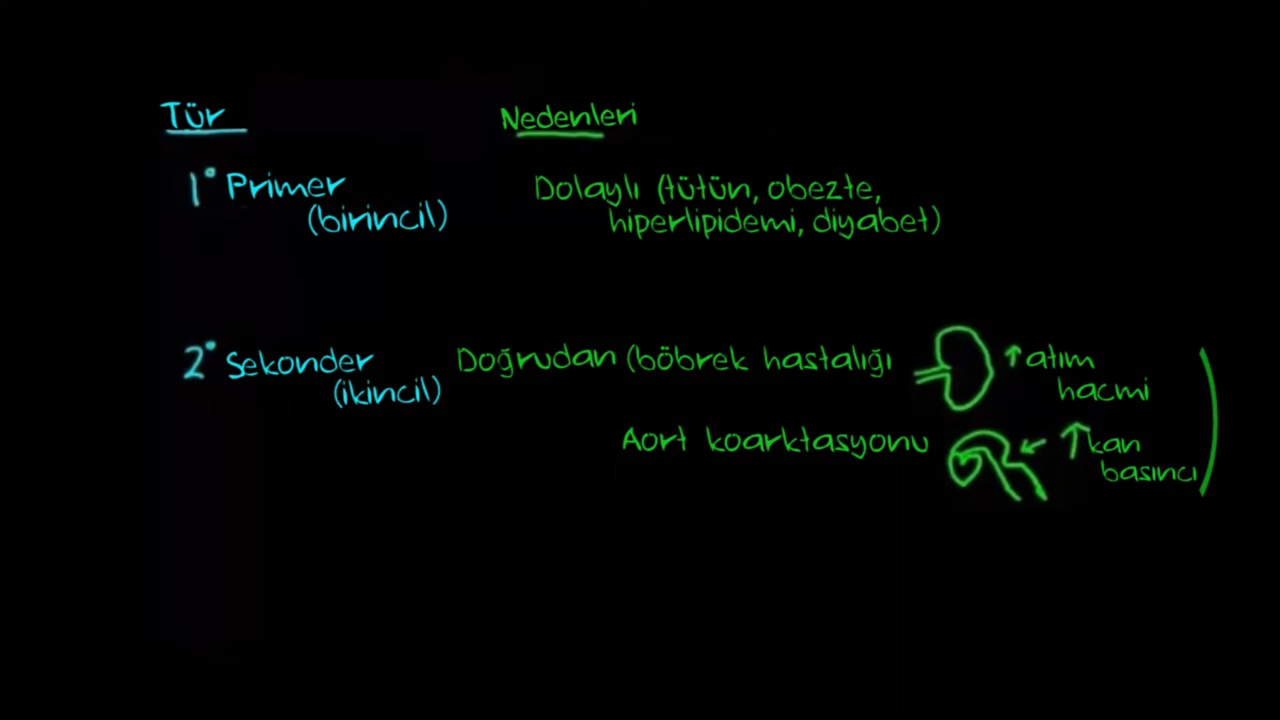 Tür Nedenleri
1° Primer Dolaylı (tütün, obezte,
(birincil) hiperlipidemi, diyabet)
2° Sekonder Doğrudan (böbrek hastalığı ↑ atım
(ikincil) hacmi
Aort koarktasyonu ↑ kan
basıncı)